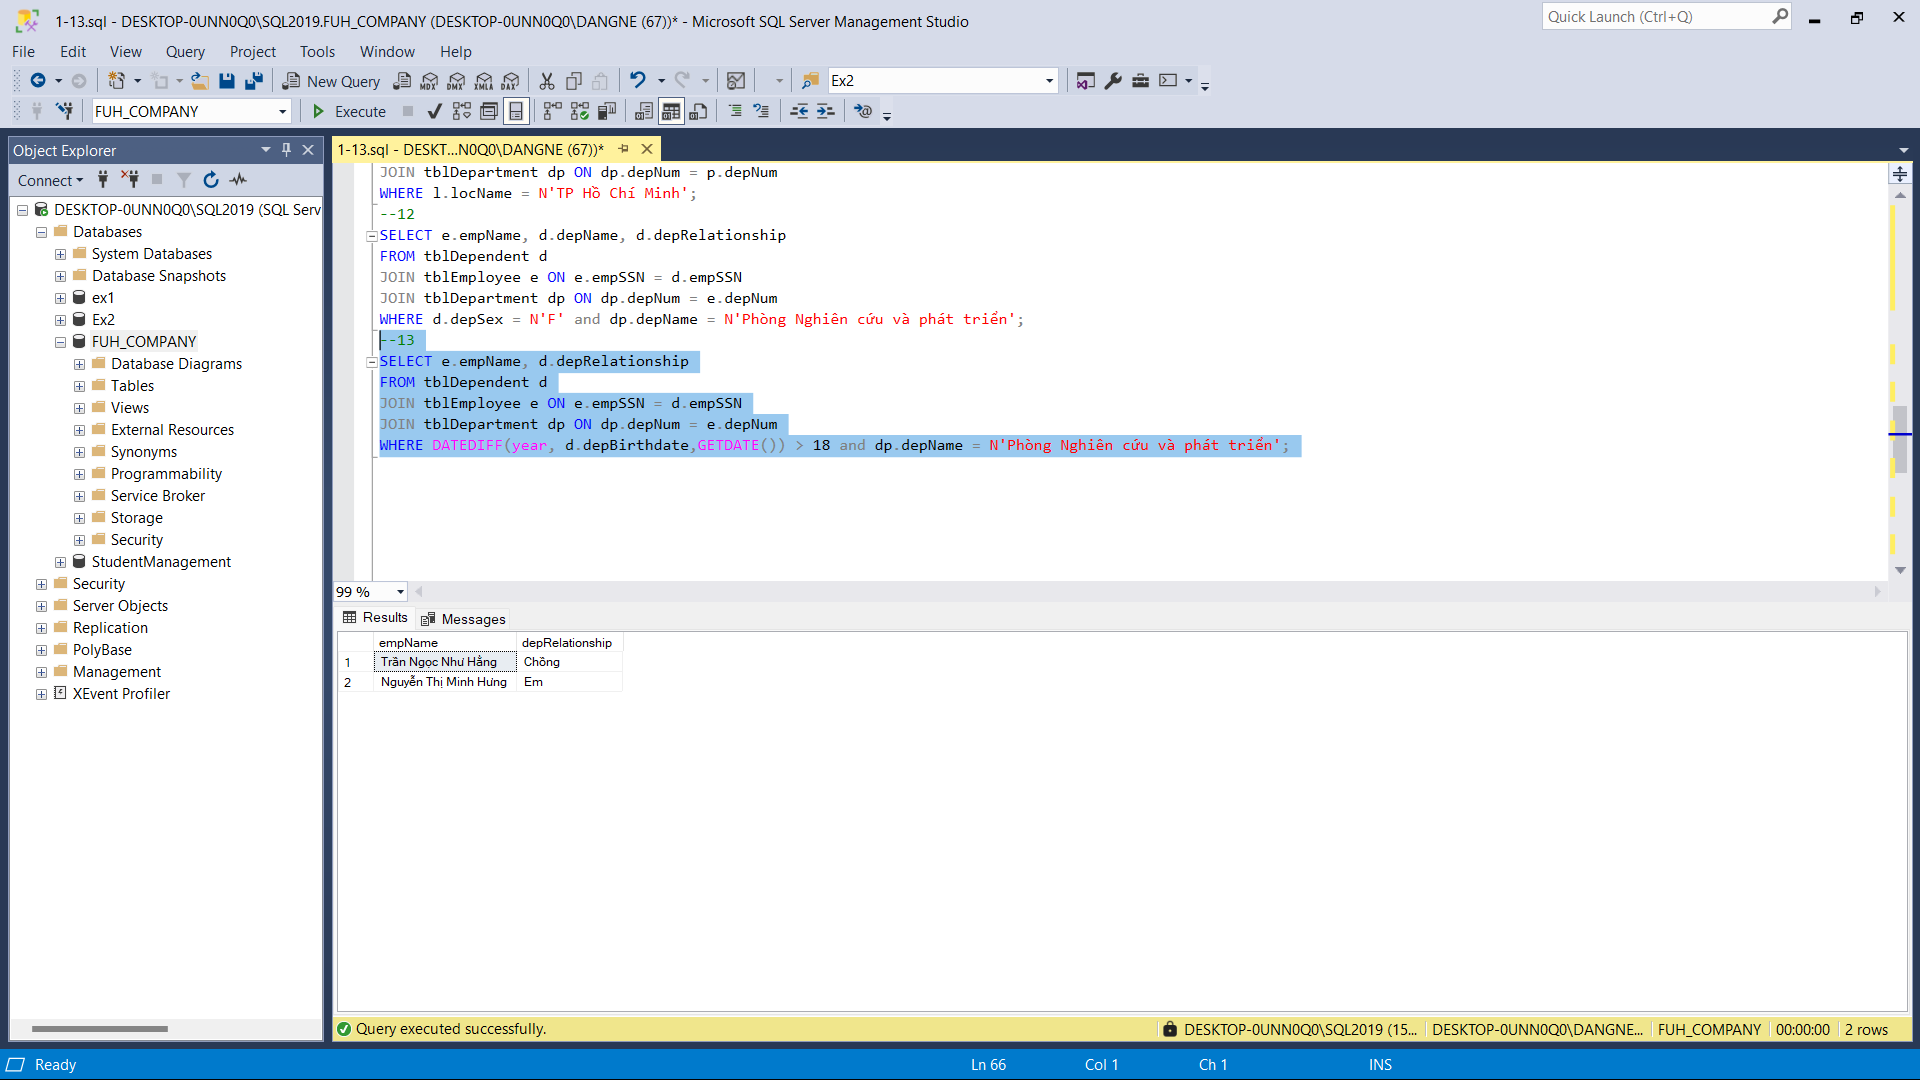 1-13.sql - DESKTOP-0UNN0Q0\SQL2019.FUH_COMPANY (DESKTOP-0UNN0Q0\DANGNE (67))* - Microsoft SQL Server Management Studio
Quick Launch (Ctrl+Q)
File Edit View Query Project Tools Window Help
New Query MDX DMX XMLA DAX Ex2
FUH_COMPANY Execute
Object Explorer
Connect
DESKTOP-0UNN0Q0\SQL2019 (SQL Serv
Databases
System Databases
Database Snapshots
ex1
Ex2
FUH_COMPANY
Database Diagrams
Tables
Views
External Resources
Synonyms
Programmability
Service Broker
Storage
Security
StudentManagement
Security
Server Objects
Replication
PolyBase
Management
XEvent Profiler
1-13.sql - DESKT...N0Q0\DANGNE (67))*
JOIN tblDepartment dp ON dp.depNum = p.depNum
WHERE l.locName = N'TP Hồ Chí Minh';
--12
SELECT e.empName, d.depName, d.depRelationship
FROM tblDependent d
JOIN tblEmployee e ON e.empSSN = d.empSSN
JOIN tblDepartment dp ON dp.depNum = e.depNum
WHERE d.depSex = N'F' and dp.depName = N'Phòng Nghiên cứu và phát triển';
--13
SELECT e.empName, d.depRelationship
FROM tblDependent d
JOIN tblEmployee e ON e.empSSN = d.empSSN
JOIN tblDepartment dp ON dp.depNum = e.depNum
WHERE DATEDIFF(year, d.depBirthdate,GETDATE()) > 18 and dp.depName = N'Phòng Nghiên cứu và phát triển';
99 %
Results Messages
empName depRelationship
1 Trần Ngọc Như Hằng Chồng
2 Nguyễn Thị Minh Hưng Em
Query executed successfully.
DESKTOP-0UNN0Q0\SQL2019 (15... DESKTOP-0UNN0Q0\DANGNE... FUH_COMPANY 00:00:00 2 rows
Ready Ln 66 Col 1 Ch 1 INS